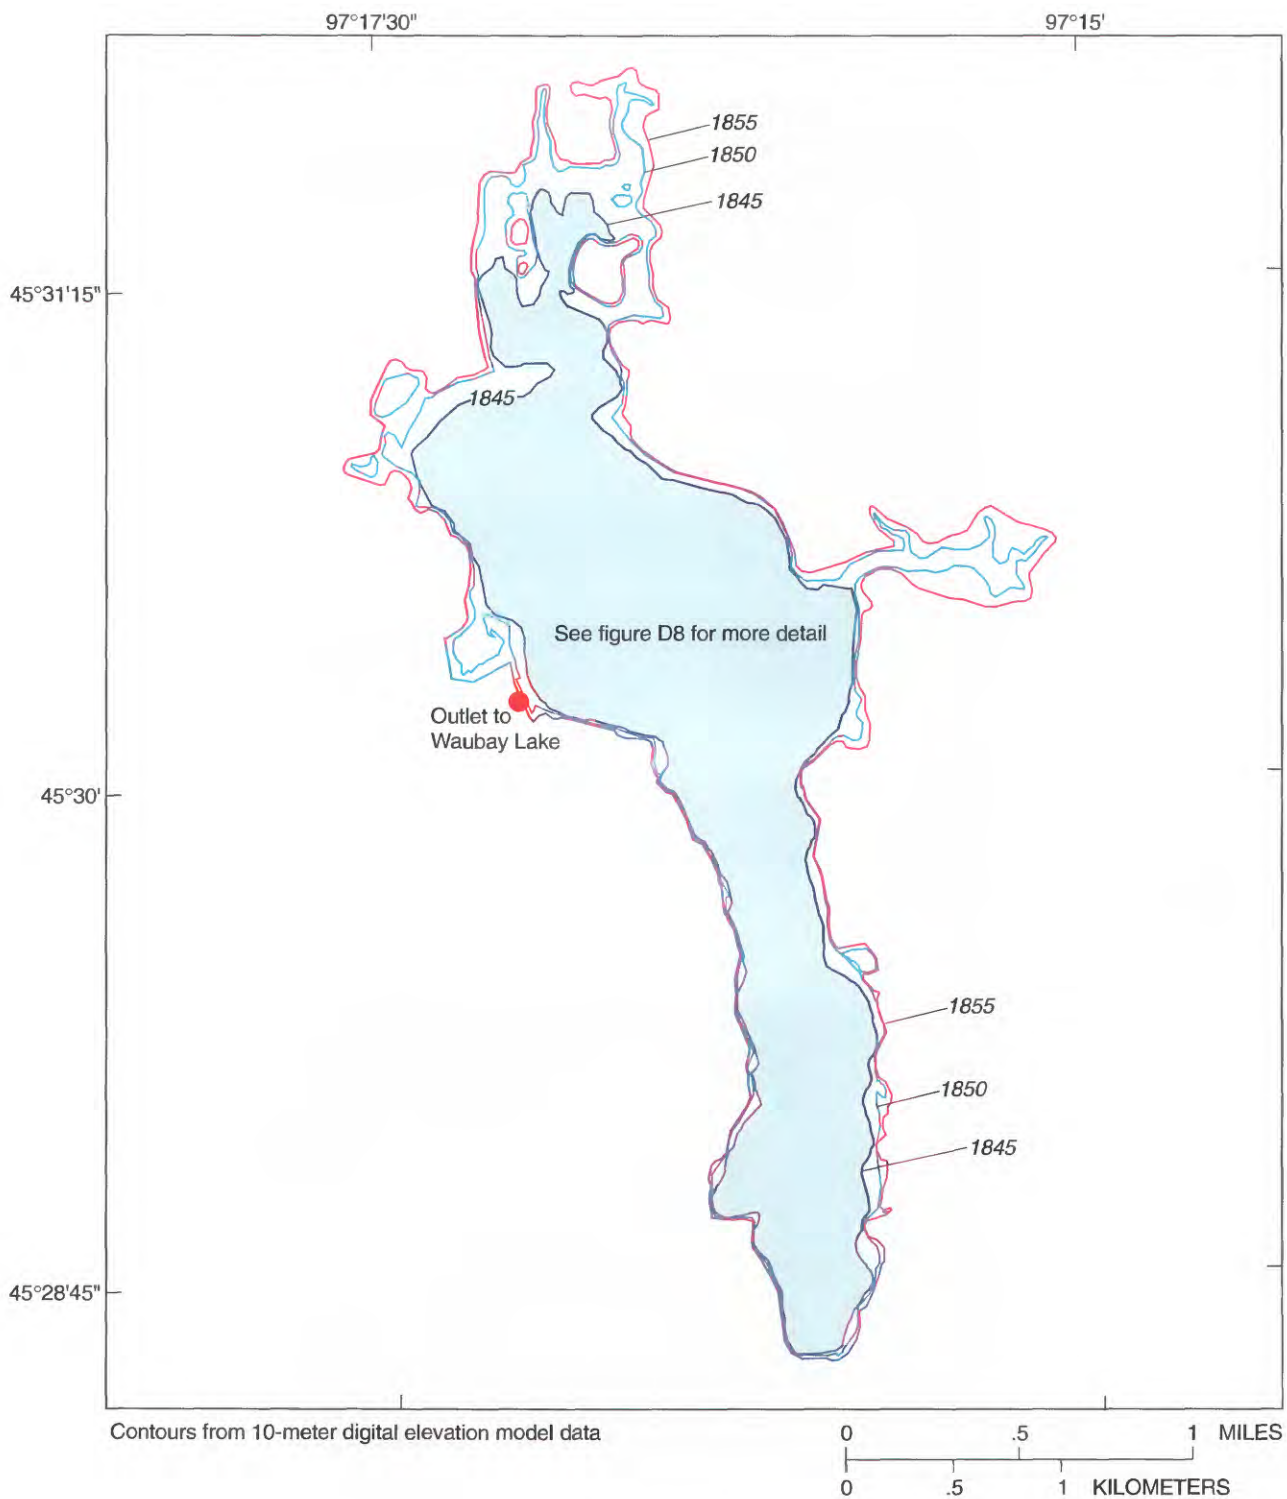 97°17'30" 97°15'
1855
1850
1845
45°31'15"
1845
See figure D8 for more detail
Outlet to
Waubay Lake
45°30'
1855
1850
1845
45°28'45"
Contours from 10-meter digital elevation model data
0 .5 1 MILES
0 .5 1 KILOMETERS